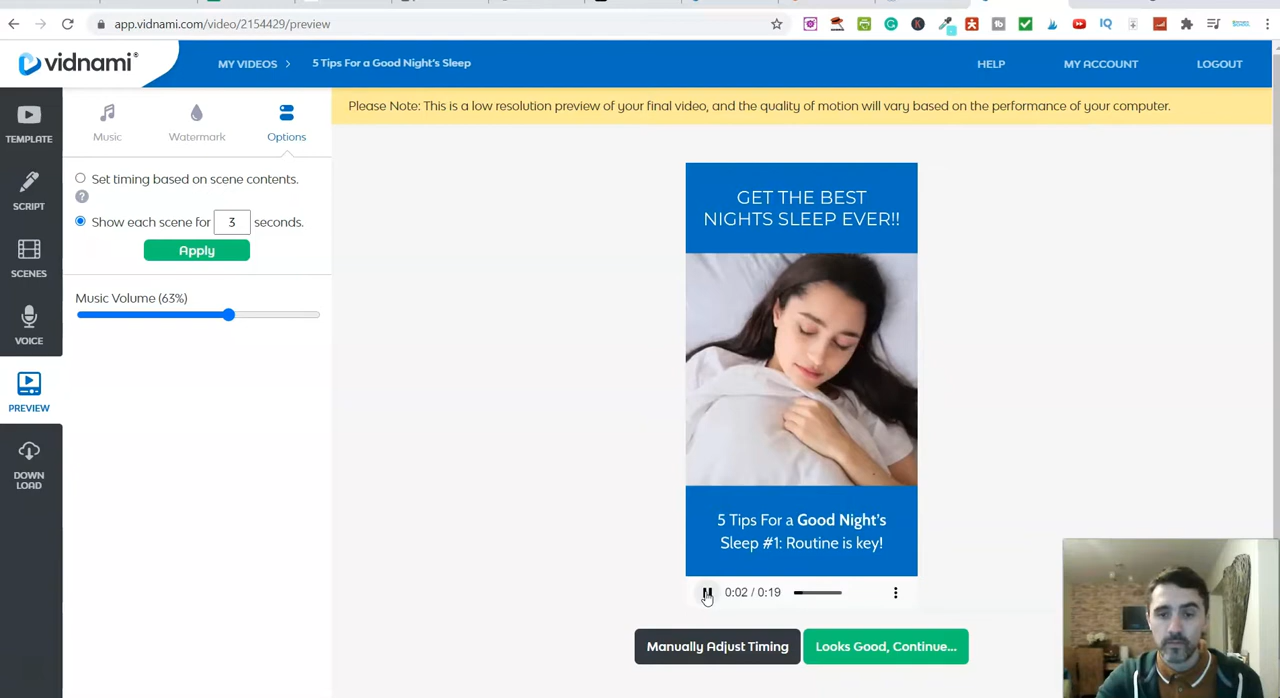 app.vidnami.com/video/2154429/preview
vidnami®
MY VIDEOS
5 Tips For a Good Night's Sleep
HELP
MY ACCOUNT
LOGOUT
TEMPLATE
SCRIPT
SCENES
VOICE
PREVIEW
DOWN
LOAD
Music
Watermark
Options
Set timing based on scene contents.
?
Show each scene for 3 seconds.
Apply
Music Volume (63%)
Please Note: This is a low resolution preview of your final video, and the quality of motion will vary based on the performance of your computer.
GET THE BEST
NIGHTS SLEEP EVER!!
5 Tips For a Good Night's
Sleep #1: Routine is key!
0:02 / 0:19
Manually Adjust Timing
Looks Good, Continue...